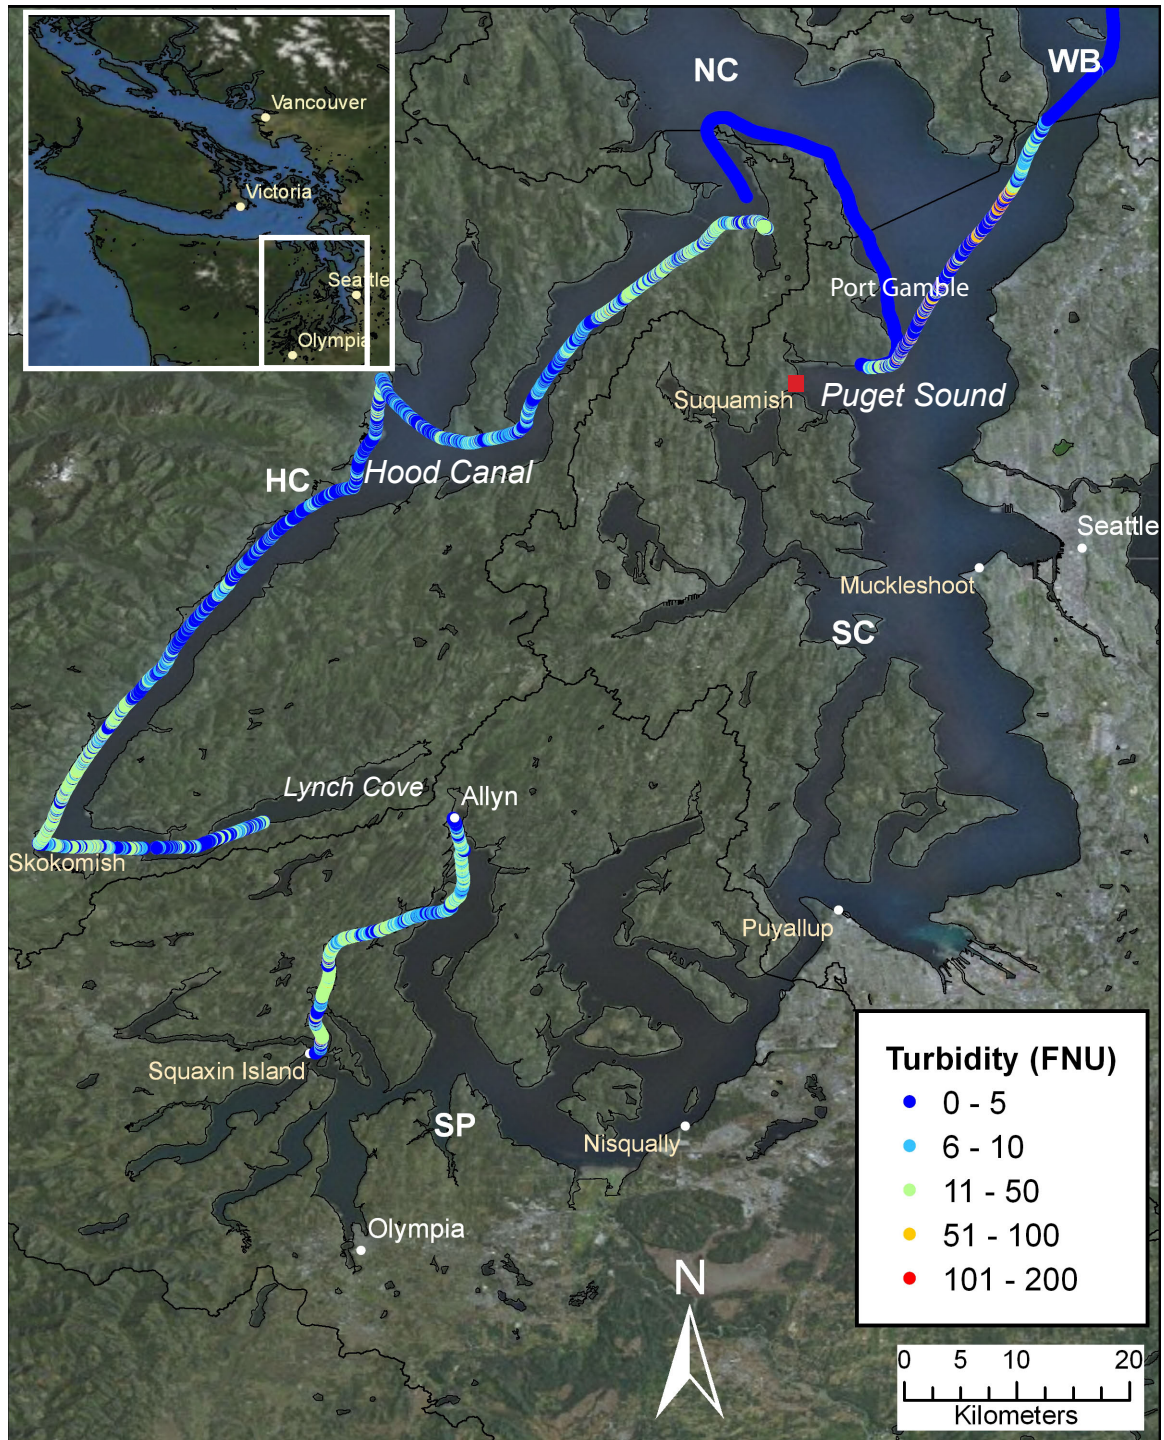 Vancouver
Victoria
Seattle
Olympia
NC
WB
Port Gamble
Suquamish
Puget Sound
HC
Hood Canal
Seattle
Muckleshoot
SC
Lynch Cove
Allyn
Skokomish
Puyallup
Squaxin Island
SP
Nisqually
Olympia
N
Turbidity (FNU)
0 - 5
6 - 10
11 - 50
51 - 100
101 - 200
0 5 10 20
Kilometers